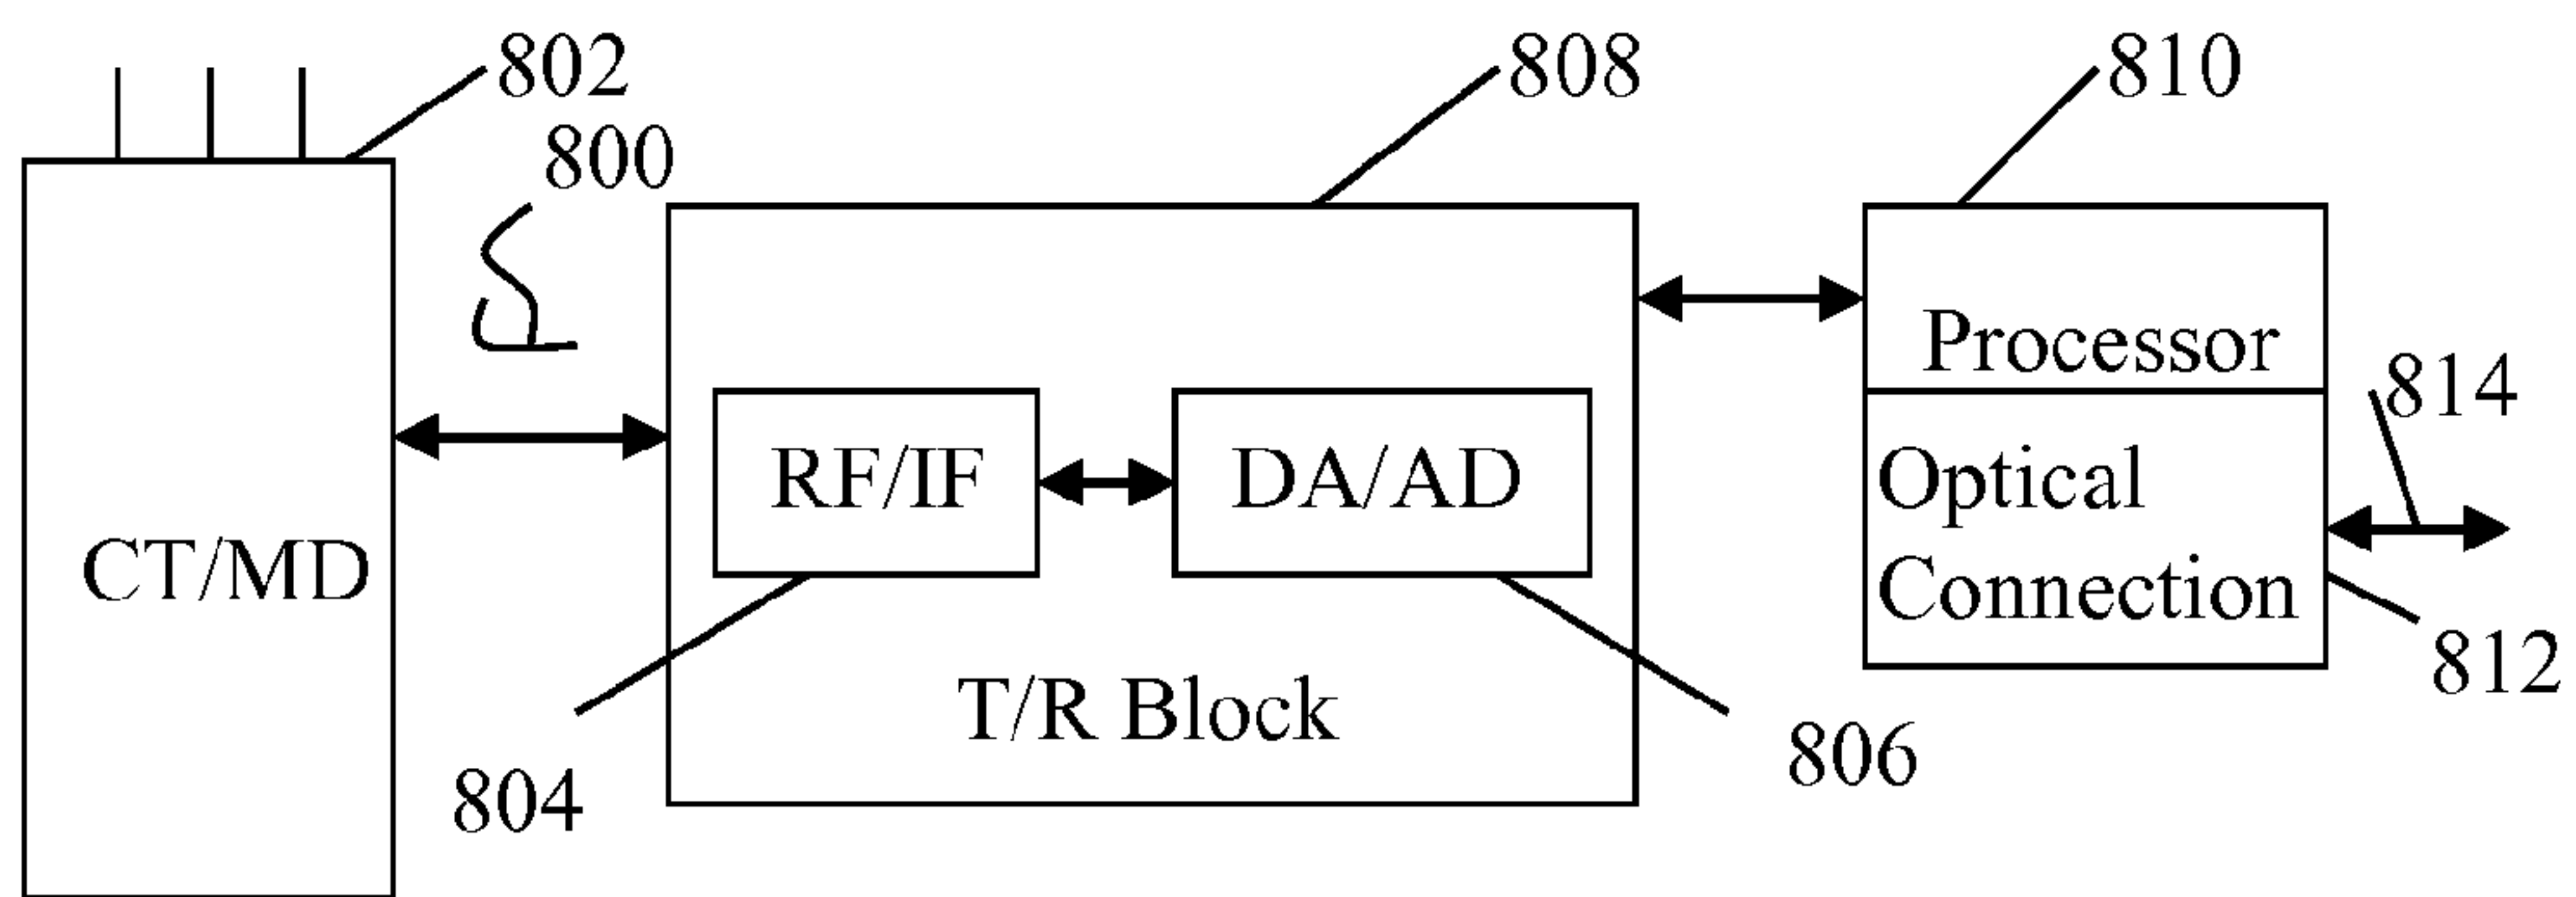 802
808
810
800
Processor
814
RF/IF
DA/AD
Optical
Connection
CT/MD
812
T/R Block
806
804